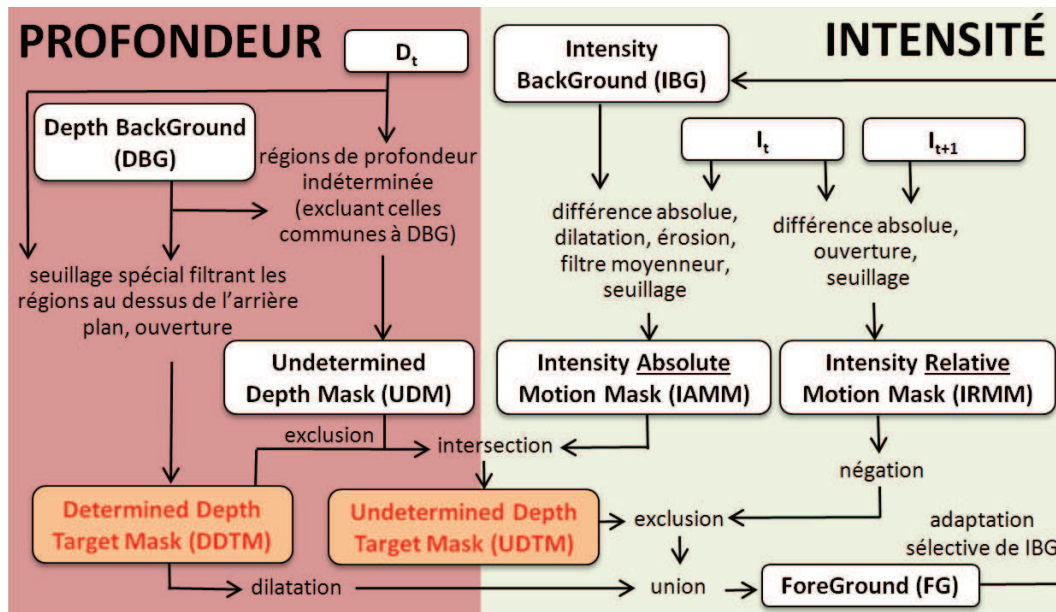 PROFONDEUR
D_t
Depth BackGround
(DBG)
régions de profondeur
indéterminée
(excluant celles
communes à DBG)
seuillage spécial filtrant les
régions au dessus de l'arrière
plan, ouverture
Undetermined
Depth Mask (UDM)
exclusion
Determined Depth
Target Mask (DDTM)
dilatation
INTENSITÉ
Intensity
BackGround (IBG)
I_t
I_t+1
différence absolue,
dilatation, érosion,
filtre moyenneur,
seuillage
différence absolue,
ouverture,
seuillage
Intensity Absolute
Motion Mask (IAMM)
Intensity Relative
Motion Mask (IRMM)
intersection
négation
Undetermined Depth
Target Mask (UDTM)
exclusion
adaptation
sélective de IBG
union
ForeGround (FG)